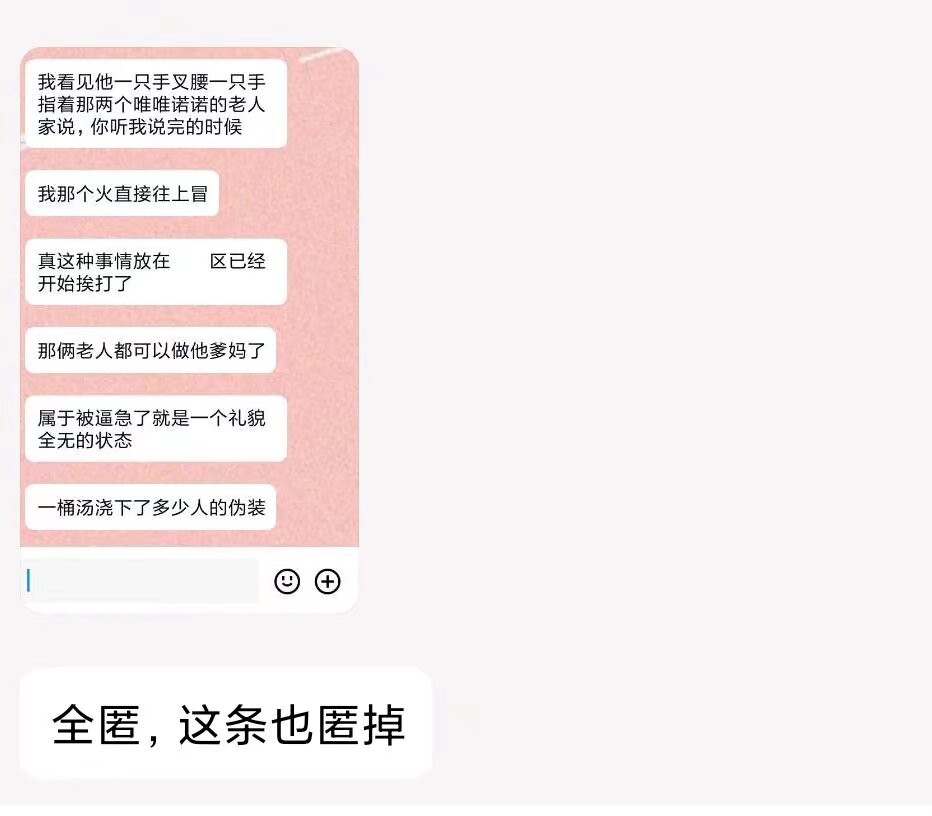 我看见他一只手叉腰一只手
指着那两个唯唯诺诺的老人
家说，你听我说完的时候
我那个火直接往上冒
真这种事情放在　　区已经
开始挨打了
那俩老人都可以做他爹妈了
属于被逼急了就是一个礼貌
全无的状态
一桶汤浇下了多少人的伪装
全匿，这条也匿掉